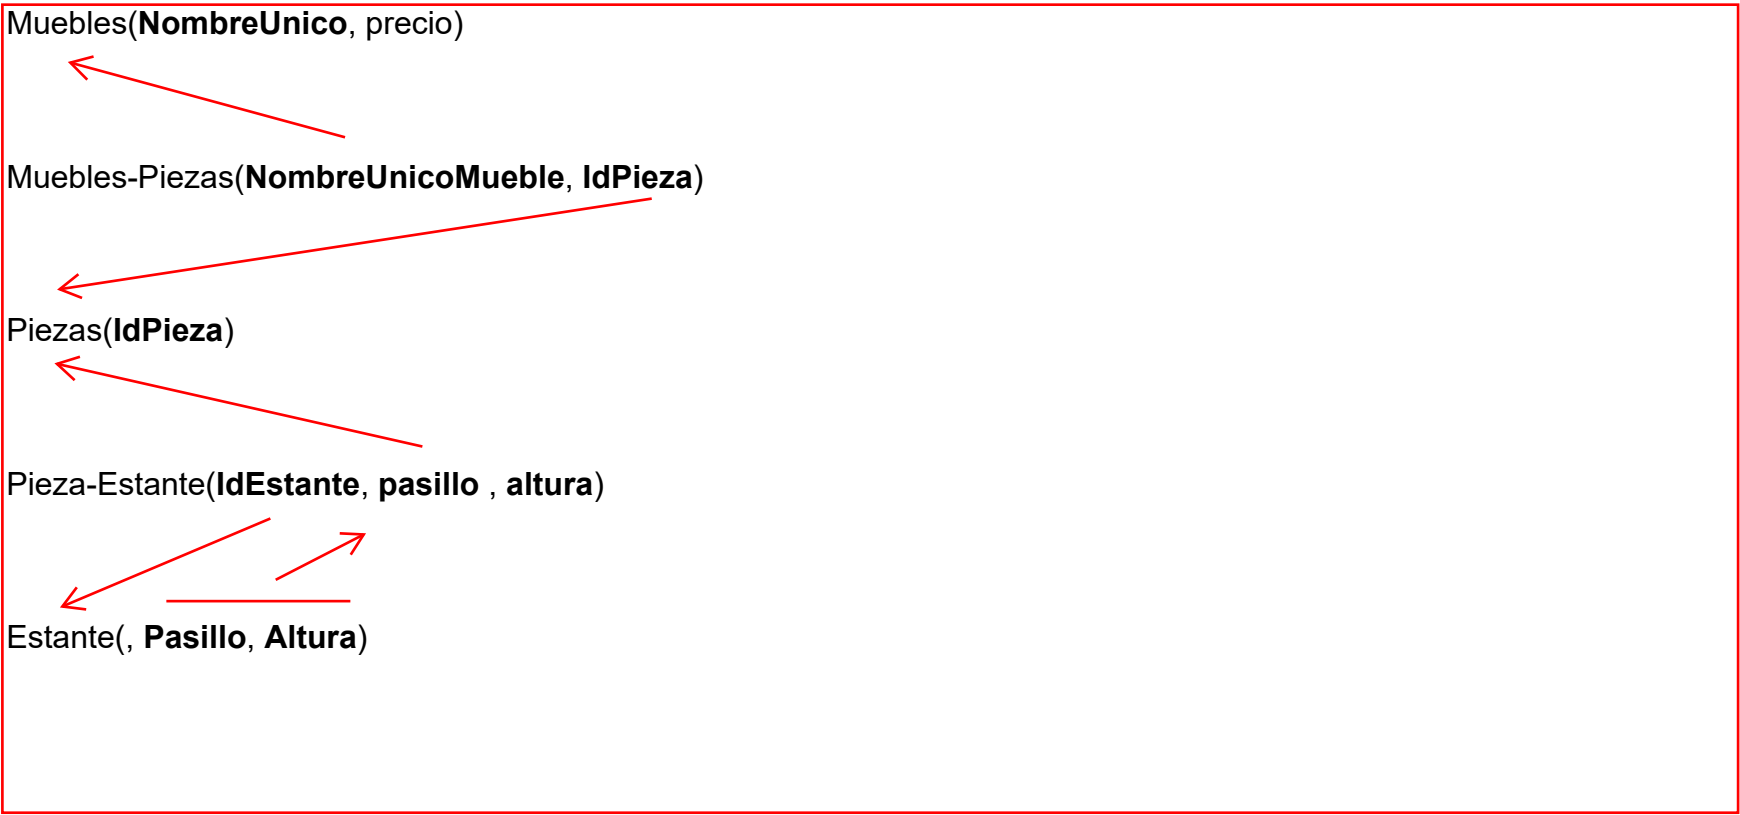 Muebles(NombreUnico, precio)
Muebles-Piezas(NombreUnicoMueble, IdPieza)
Piezas(IdPieza)
Pieza-Estante(IdEstante, pasillo , altura)
Estante(, Pasillo, Altura)